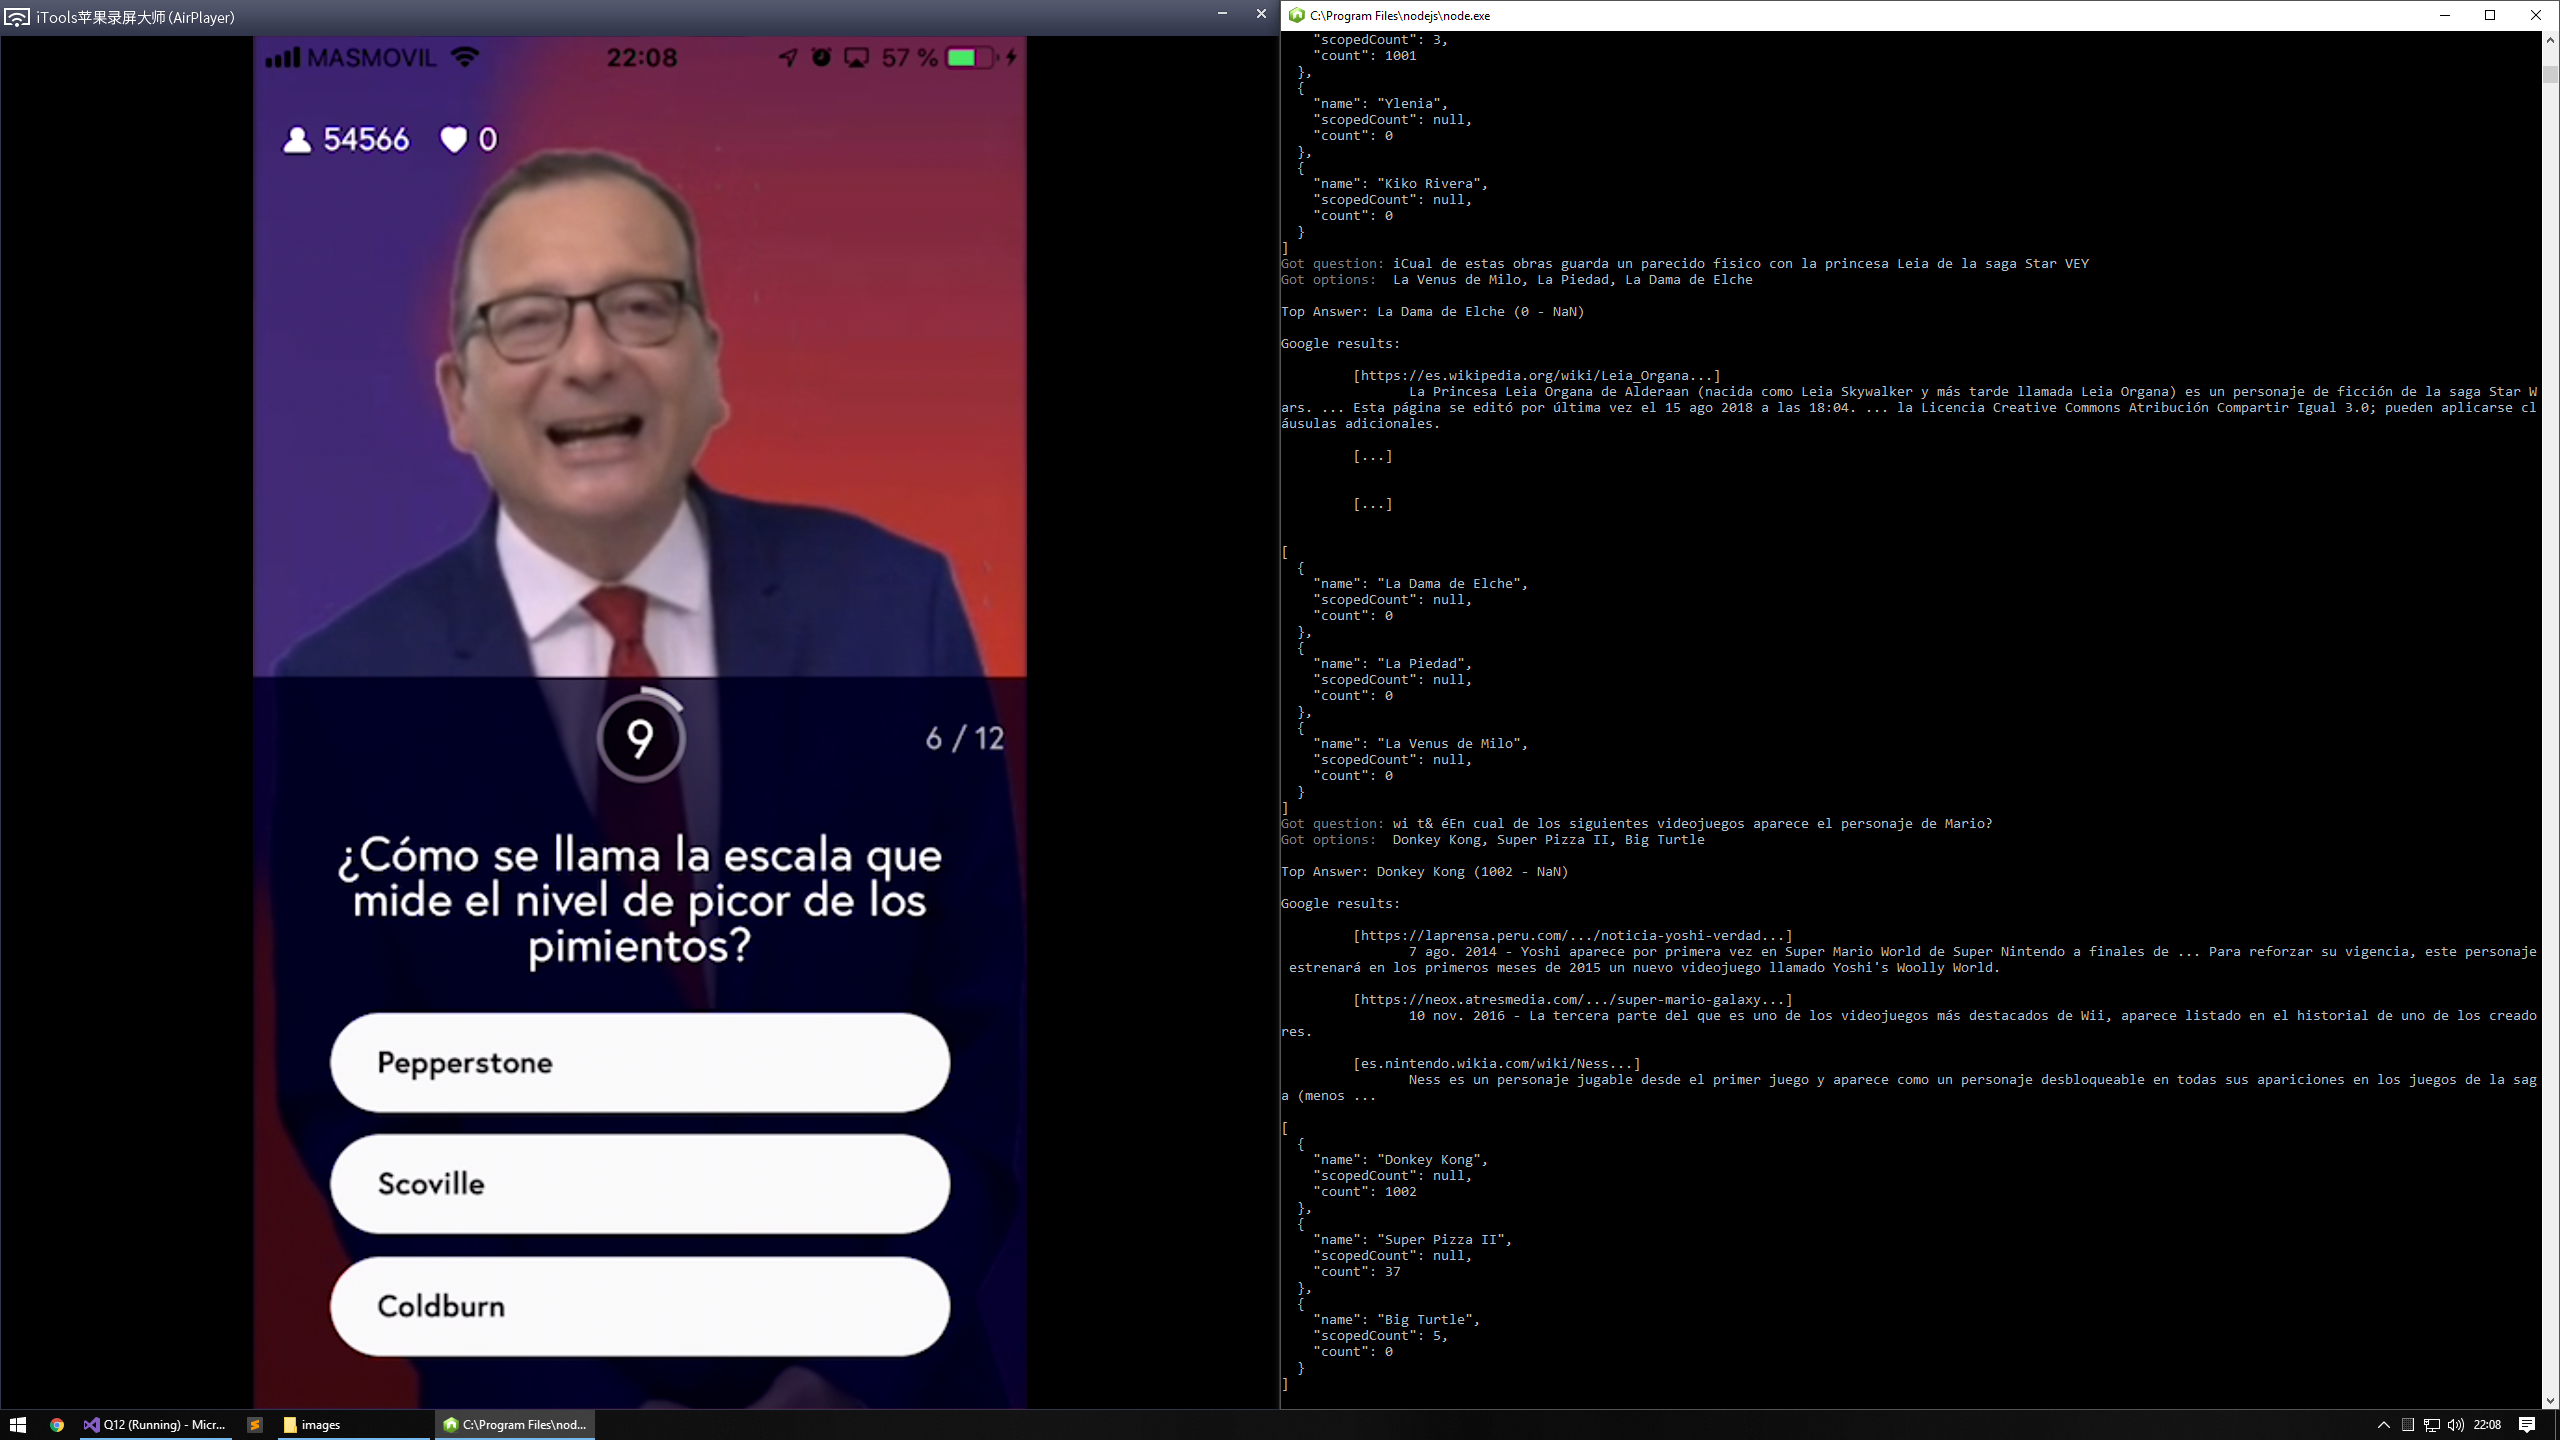 iTools苹果录屏大师(AirPlayer)
MASMOVIL 22:08 57 %
54566 0
9
6 / 12
¿Cómo se llama la escala que
mide el nivel de picor de los
pimientos?
Pepperstone
Scoville
Coldburn
C:\Program Files\nodejs\node.exe
"scopedCount": 3,
"count": 1001
},
{
"name": "Ylenia",
"scopedCount": null,
"count": 0
},
{
"name": "Kiko Rivera",
"scopedCount": null,
"count": 0
}
]
Got question: iCual de estas obras guarda un parecido fisico con la princesa Leia de la saga Star VEY
Got options:  La Venus de Milo, La Piedad, La Dama de Elche
Top Answer: La Dama de Elche (0 - NaN)
Google results:
[https://es.wikipedia.org/wiki/Leia_Organa...]
La Princesa Leia Organa de Alderaan (nacida como Leia Skywalker y más tarde llamada Leia Organa) es un personaje de ficción de la saga Star W
ars. ... Esta página se editó por última vez el 15 ago 2018 a las 18:04. ... la Licencia Creative Commons Atribución Compartir Igual 3.0; pueden aplicarse cl
áusulas adicionales.
[...]
[...]
[
{
"name": "La Dama de Elche",
"scopedCount": null,
"count": 0
},
{
"name": "La Piedad",
"scopedCount": null,
"count": 0
},
{
"name": "La Venus de Milo",
"scopedCount": null,
"count": 0
}
]
Got question: wi t& éEn cual de los siguientes videojuegos aparece el personaje de Mario?
Got options:  Donkey Kong, Super Pizza II, Big Turtle
Top Answer: Donkey Kong (1002 - NaN)
Google results:
[https://laprensa.peru.com/.../noticia-yoshi-verdad...]
7 ago. 2014 - Yoshi aparece por primera vez en Super Mario World de Super Nintendo a finales de ... Para reforzar su vigencia, este personaje
estrenará en los primeros meses de 2015 un nuevo videojuego llamado Yoshi's Woolly World.
[https://neox.atresmedia.com/.../super-mario-galaxy...]
10 nov. 2016 - La tercera parte del que es uno de los videojuegos más destacados de Wii, aparece listado en el historial de uno de los creado
res.
[es.nintendo.wikia.com/wiki/Ness...]
Ness es un personaje jugable desde el primer juego y aparece como un personaje desbloqueable en todas sus apariciones en los juegos de la sag
a (menos ...
[
{
"name": "Donkey Kong",
"scopedCount": null,
"count": 1002
},
{
"name": "Super Pizza II",
"scopedCount": null,
"count": 37
},
{
"name": "Big Turtle",
"scopedCount": 5,
"count": 0
}
]
Q12 (Running) - Micr...
images
C:\Program Files\nod...
22:08